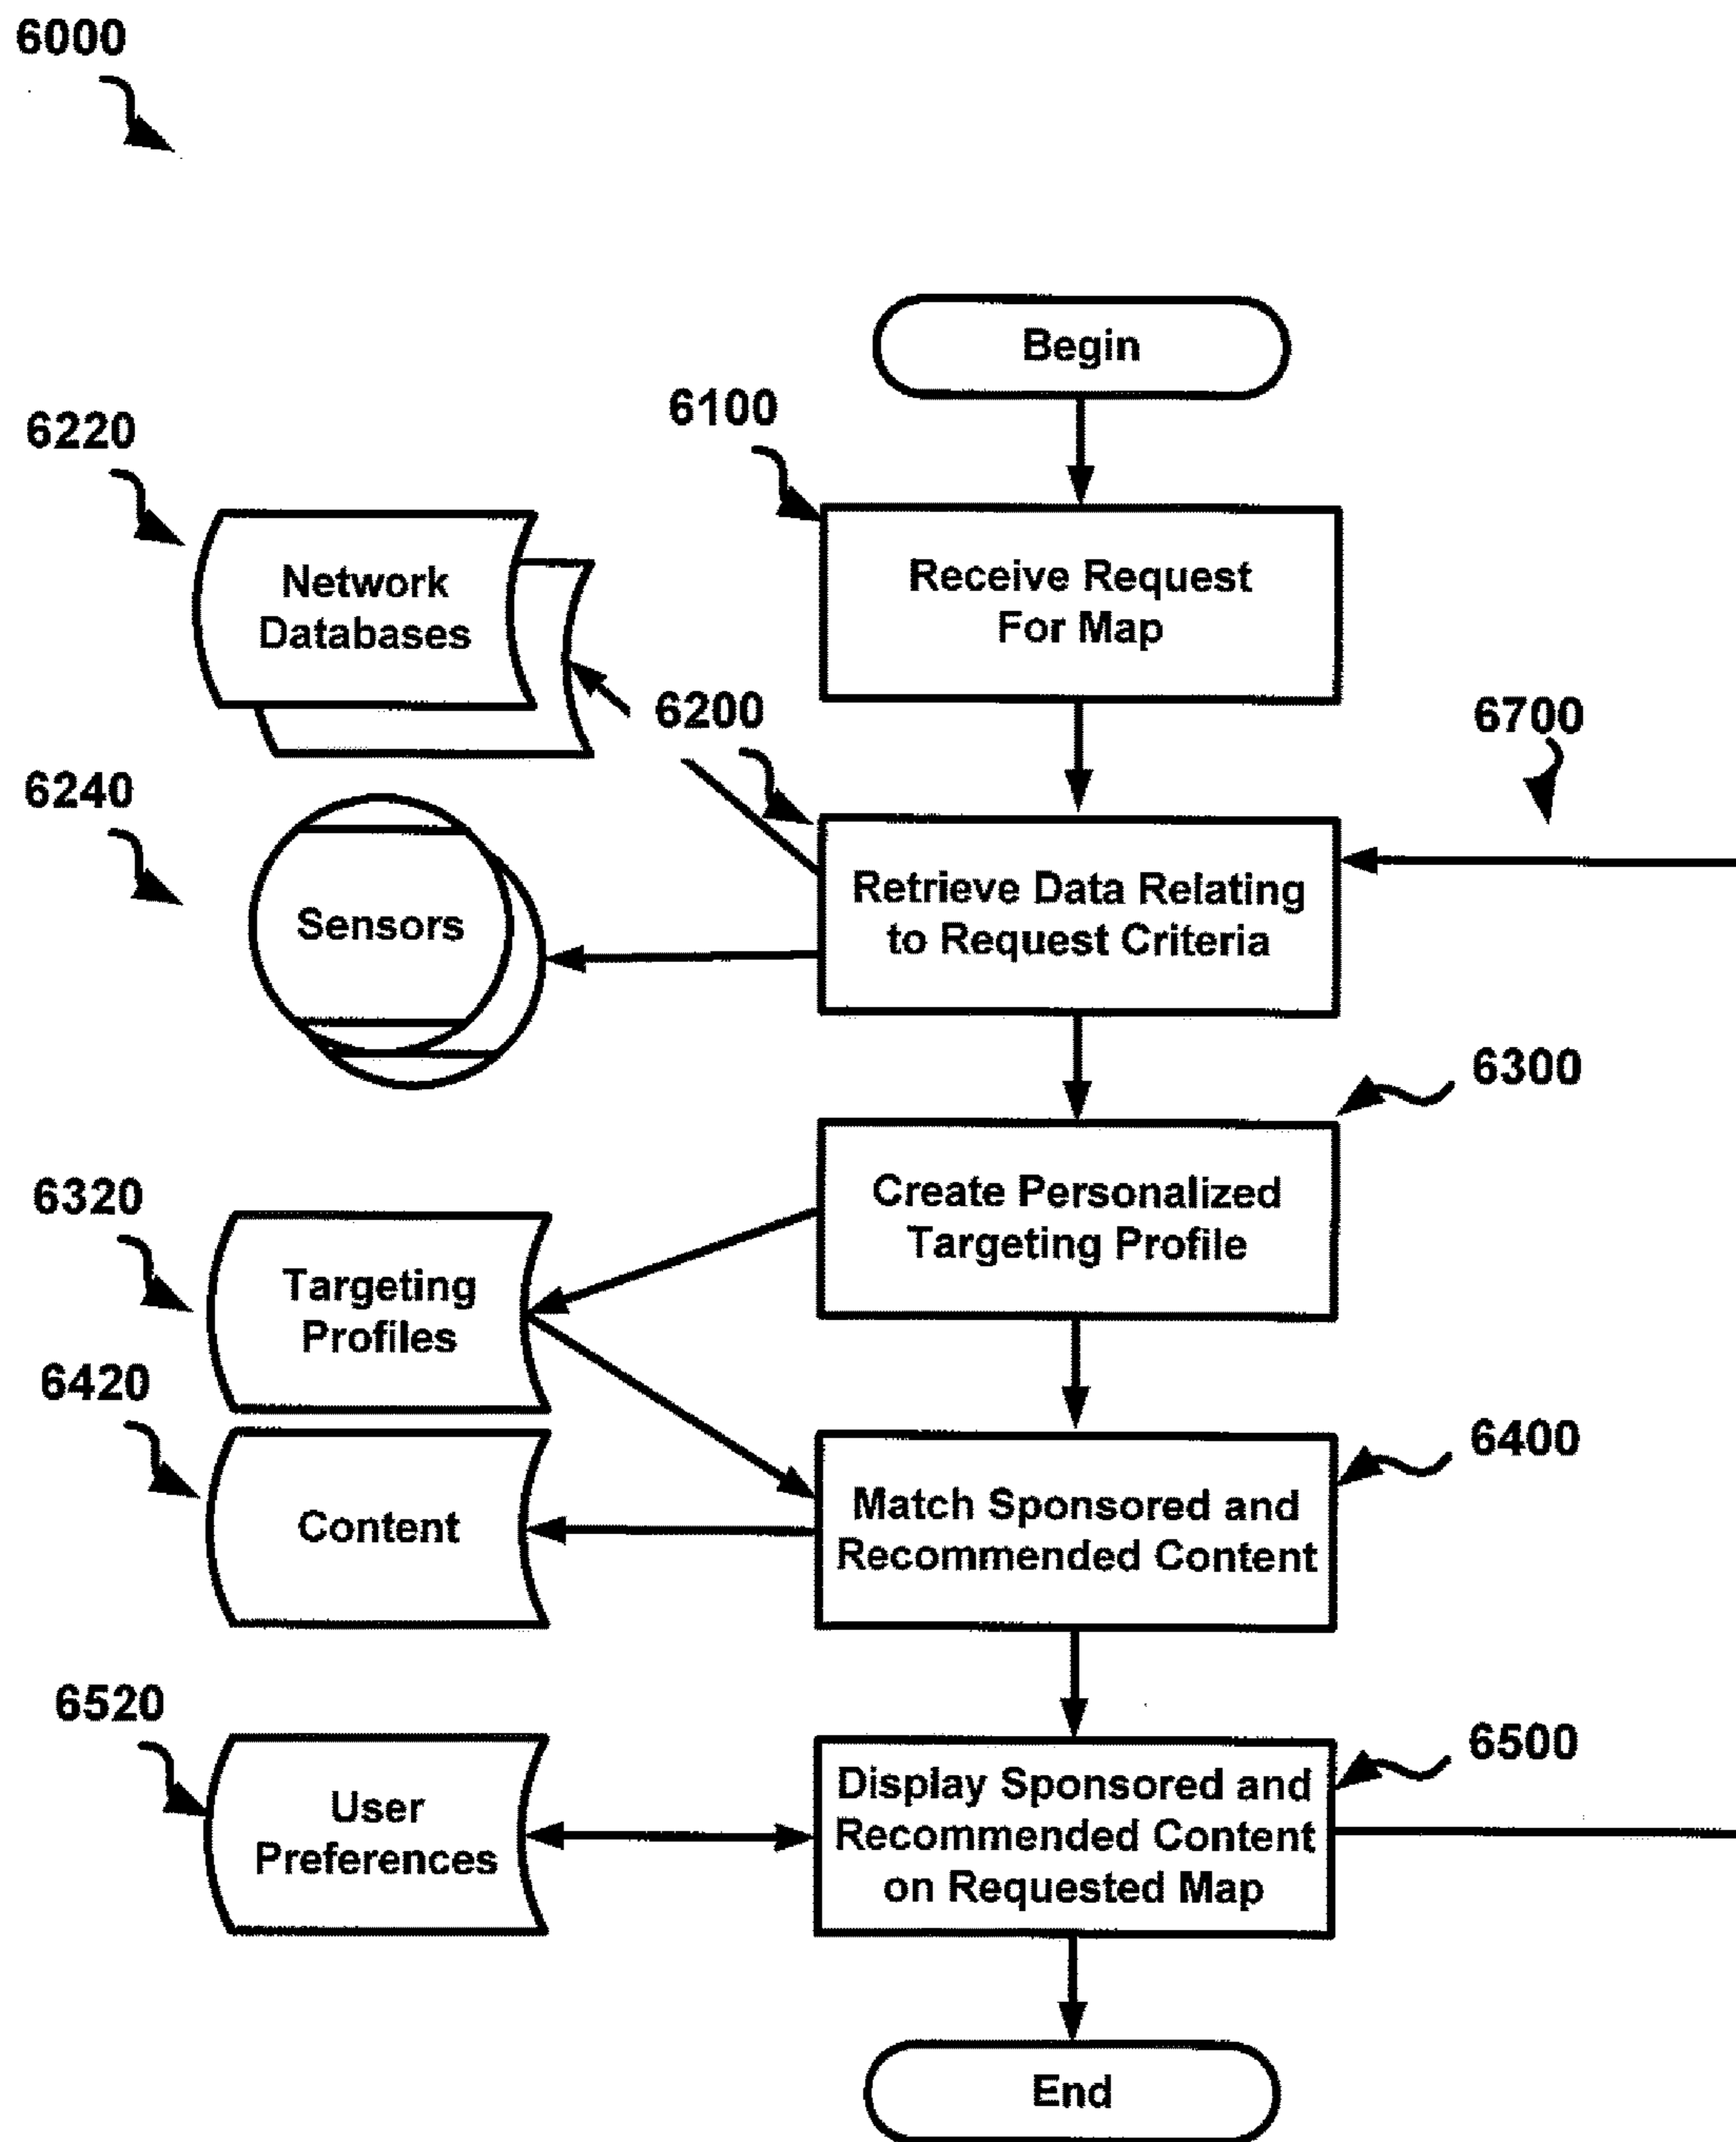 6000
Begin
6100
6220
Receive Request
For Map
Network
Databases
6200
6700
6240
Retrieve Data Relating
to Request Criteria
Sensors
6300
Create Personalized
Targeting Profile
6320
Targeting
Profiles
6420
6400
Match Sponsored and
Recommended Content
Content
6520
6500
Display Sponsored and
Recommended Content
on Requested Map
User
Preferences
End